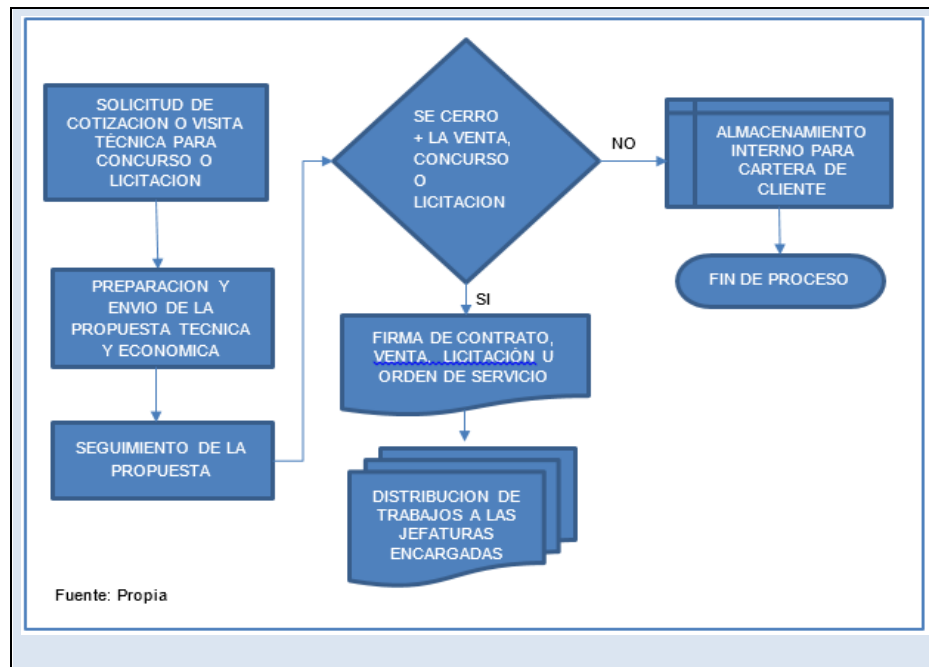 SOLICITUD DE
COTIZACION O VISITA
TÉCNICA PARA
CONCURSO O
LICITACION
PREPARACION Y
ENVIO DE LA
PROPUESTA TECNICA
Y ECONOMICA
SEGUIMIENTO DE LA
PROPUESTA
SE CERRO
+ LA VENTA,
CONCURSO
O
LICITACION
NO
ALMACENAMIENTO
INTERNO PARA
CARTERA DE
CLIENTE
FIN DE PROCESO
SI
FIRMA DE CONTRATO,
VENTA, LICITACIÓN U
ORDEN DE SERVICIO
DISTRIBUCION DE
TRABAJOS A LAS
JEFATURAS
ENCARGADAS
Fuente: Propia